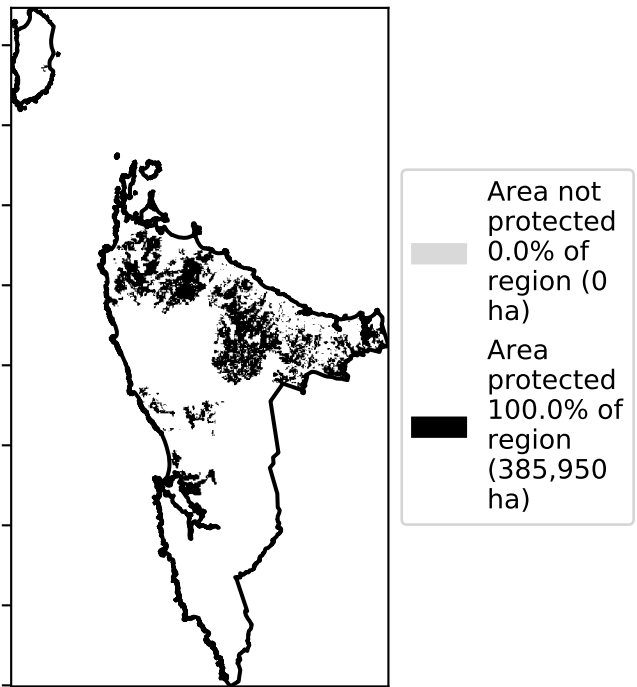 Area not
protected
0.0% of
region (0
ha)
Area
protected
100.0% of
region
(385,950
ha)